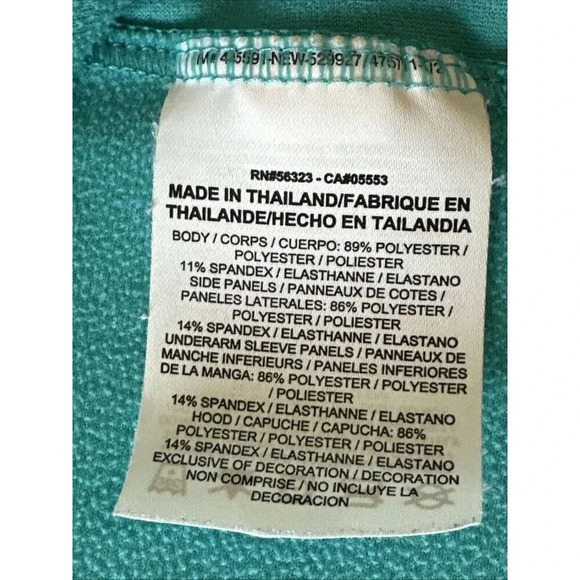 RN#56323 - CA#05553
MADE IN THAILAND/FABRIQUE EN
THAILANDE/HECHO EN TAILANDIA
BODY / CORPS / CUERPO: 89% POLYESTER /
POLYESTER / POLIESTER
11% SPANDEX / ELASTHANNE / ELASTANO
SIDE PANELS / PANNEAUX DE COTES /
PANELES LATERALES: 86% POLYESTER /
POLYESTER / POLIESTER
14% SPANDEX / ELASTHANNE / ELASTANO
UNDERARM SLEEVE PANELS / PANNEAUX DE
MANCHE INFERIEURS / PANELES INFERIORES
DE LA MANGA: 86% POLYESTER / POLYESTER
/ POLIESTER
14% SPANDEX / ELASTHANNE / ELASTANO
HOOD / CAPUCHE / CAPUCHA: 86%
POLYESTER / POLYESTER / POLIESTER
14% SPANDEX / ELASTHANNE / ELASTANO
EXCLUSIVE OF DECORATION / DECORATION
NON COMPRISE / NO INCLUYE LA
DECORACION